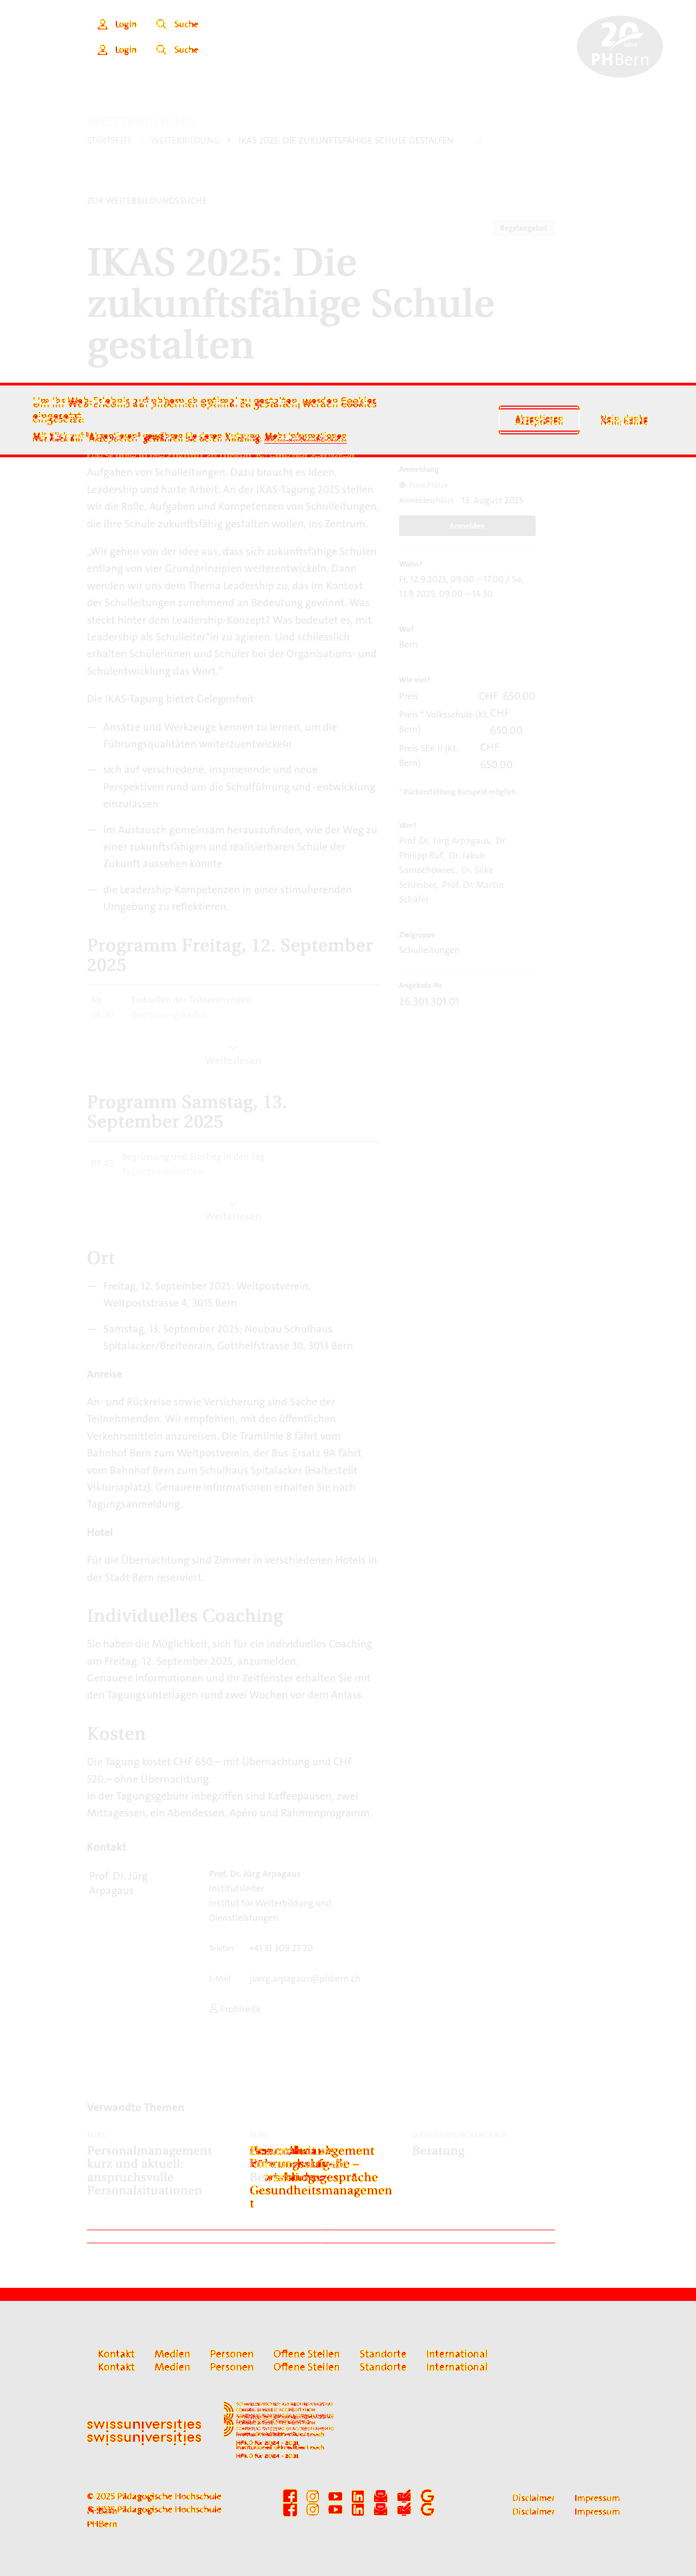 Login Suche
Login Suche
20 Jahre
PHBern
WEITERBILDUNG
STARTSEITE > WEITERBILDUNG > IKAS 2025: DIE ZUKUNFTSFÄHIGE SCHULE GESTALTEN
ZUR WEITERBILDUNGSSUCHE
Regelangebot
IKAS 2025: Die
zukunftsfähige Schule
gestalten
Um Ihr Web-Erlebnis auf phbern.ch optimal zu gestalten, werden Cookies
eingesetzt.
Mit Klick auf "Akzeptieren" gewähren Sie deren Nutzung. Mehr Informationen
Akzeptieren Nein, danke
Aufgaben von Schulleitungen. Dazu braucht es Ideen,
Leadership und harte Arbeit. An der IKAS-Tagung 2025 stellen
wir die Rolle, Aufgaben und Kompetenzen von Schulleitungen,
die ihre Schule zukunftsfähig gestalten wollen, ins Zentrum.
„Wir gehen von der Idee aus, dass sich zukunftsfähige Schulen
entlang von vier Grundprinzipien weiterentwickeln. Dann
wenden wir uns dem Thema Leadership zu, das im Kontext
der Schulleitungen zunehmend an Bedeutung gewinnt. Was
steckt hinter dem Leadership-Konzept? Was bedeutet es, mit
Leadership als Schulleiter*in zu agieren. Und schliesslich
erhalten Schülerinnen und Schüler bei der Organisations- und
Schulentwicklung das Wort."
Die IKAS-Tagung bietet Gelegenheit
— Ansätze und Werkzeuge kennen zu lernen, um die
Führungsqualitäten weiterzuentwickeln
— sich auf verschiedene, inspirierende und neue
Perspektiven rund um die Schulführung und -entwicklung
einzulassen
— im Austausch gemeinsam herauszufinden, wie der Weg zu
einer zukunftsfähigen und realisierbaren Schule der
Zukunft aussehen könnte
— die Leadership-Kompetenzen in einer stimulierenden
Umgebung zu reflektieren.
Programm Freitag, 12. September
2025
Ab Eintreffen der Teilnehmenden
08.30 Begrüssungskaffee
Weiterlesen
Programm Samstag, 13.
September 2025
08.45 Begrüssung und Einstieg in den Tag
Tagungsmoderation
Weiterlesen
Ort
— Freitag, 12. September 2025: Weltpostverein,
Weltpoststrasse 4, 3015 Bern
— Samstag, 13. September 2025: Neubau Schulhaus
Spitalacker/Breitenrain, Gotthelfstrasse 30, 3013 Bern
Anreise
An- und Rückreise sowie Versicherung sind Sache der
Teilnehmenden. Wir empfehlen, mit den öffentlichen
Verkehrsmitteln anzureisen. Die Tramlinie 8 fährt vom
Bahnhof Bern zum Weltpostverein, der Bus-Ersatz 9A fährt
vom Bahnhof Bern zum Schulhaus Spitalacker (Haltestellt
Viktoriaplatz). Genauere Informationen erhalten Sie nach
Tagungsanmeldung.
Hotel
Für die Übernachtung sind Zimmer in verschiedenen Hotels in
der Stadt Bern reserviert.
Individuelles Coaching
Sie haben die Möglichkeit, sich für ein individuelles Coaching
am Freitag, 12. September 2025, anzumelden.
Genauere Informationen und Ihr Zeitfenster erhalten Sie mit
den Tagungsunterlagen rund zwei Wochen vor dem Anlass.
Kosten
Die Tagung kostet CHF 650.– mit Übernachtung und CHF
520.– ohne Übernachtung.
In der Tagungsgebühr inbegriffen sind Kaffeepausen, zwei
Mittagessen, ein Abendessen, Apéro und Rahmenprogramm.
Anmeldung
Freie Plätze
Anmeldeschluss 13. August 2025
Anmelden
Wann?
Fr, 12.9.2025, 09.00—17.00 / Sa,
13.9.2025, 09.00—14.30
Wo?
Bern
Wie viel?
Preis CHF 650.00
Preis * Volksschule (Kt. Bern) CHF 650.00
Preis SEK II (Kt. Bern) CHF 650.00
* Rückerstattung Kursgeld möglich
Wer?
Prof. Dr. Jürg Arpagaus, Dr.
Philipp Ruf, Dr. Jakub
Samochowiec, Dr. Silke
Schreiber, Prof. Dr. Martin
Schäfer
Zielgruppe
Schulleitungen
Angebots-Nr
26.301.301.01
Kontakt
Prof. Dr. Jürg
Arpagaus
Prof. Dr. Jürg Arpagaus
Institutsleiter
Institut für Weiterbildung und
Dienstleistungen
Telefon +41 31 309 27 20
E-Mail juerg.arpagaus@phbern.ch
Profilseite
Verwandte Themen
KURS
Personalmanagement
kurz und aktuell:
anspruchsvolle
Personalsituationen
KURS
Personalmanagement
Gesundheitsmanagemen
t
Beratung
Kontakt Medien Personen Offene Stellen Standorte International
Kontakt Medien Personen Offene Stellen Standorte International
swissuniversities
swissuniversities
HFKG für 2024 - 2031
HFKG für 2024 - 2031
© 2025 Pädagogische Hochschule
© 2025 Pädagogische Hochschule
PHBern
Disclaimer Impressum
Disclaimer Impressum